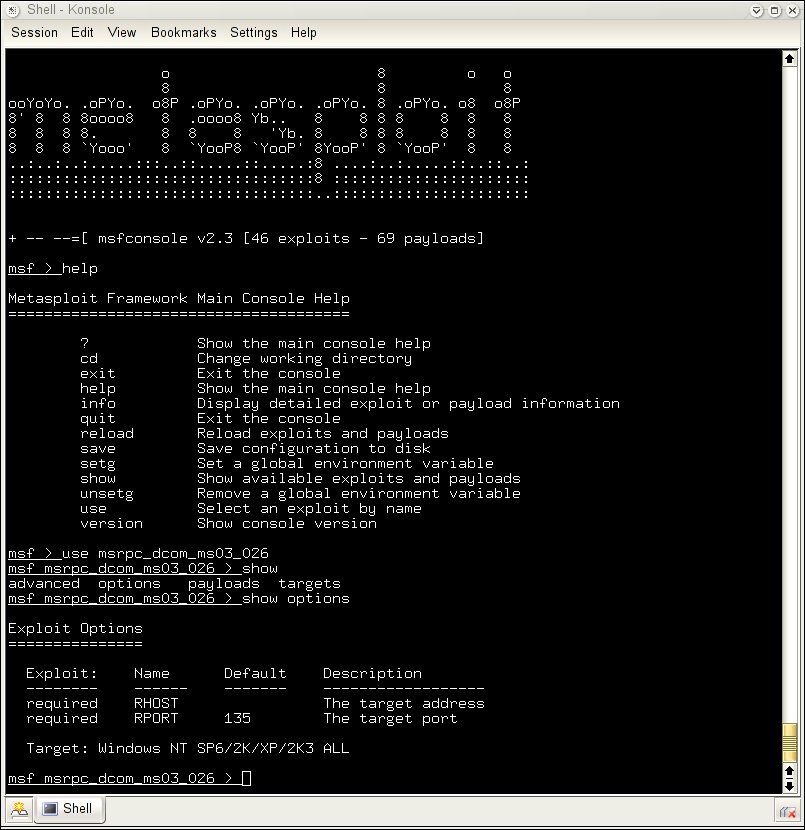 Shell - Konsole
Session Edit View Bookmarks Settings Help
                 o                       8         o   o
                 8                       8             8
ooYoYo. .oPYo.  o8P .oPYo. .oPYo. .oPYo. 8 .oPYo. o8  o8P
8' 8  8 8oooo8   8  .oooo8 Yb..   8    8 8 8    8  8   8
8  8  8 8.       8  8    8   'Yb. 8    8 8 8    8  8   8
8  8  8 `Yooo'   8  `YooP8 `YooP' 8YooP' 8 `YooP'  8   8
..:..:..:.....:::..::.....::.....:8 ....:..:.....::..::..:
::::::::::::::::::::::::::::::::::8 ::::::::::::::::::::::
::::::::::::::::::::::::::::::::::..::::::::::::::::::::::
+ -- --=[ msfconsole v2.3 [46 exploits - 69 payloads]
msf > help
Metasploit Framework Main Console Help
======================================
? Show the main console help
cd Change working directory
exit Exit the console
help Show the main console help
info Display detailed exploit or payload information
quit Exit the console
reload Reload exploits and payloads
save Save configuration to disk
setg Set a global environment variable
show Show available exploits and payloads
unsetg Remove a global environment variable
use Select an exploit by name
version Show console version
msf > use msrpc_dcom_ms03_026
msf msrpc_dcom_ms03_026 > show
advanced options payloads targets
msf msrpc_dcom_ms03_026 > show options
Exploit Options
===============
Exploit: Name Default Description
-------- ------ ------- ------------------
required RHOST The target address
required RPORT 135 The target port
Target: Windows NT SP6/2K/XP/2K3 ALL
msf msrpc_dcom_ms03_026 >
Shell